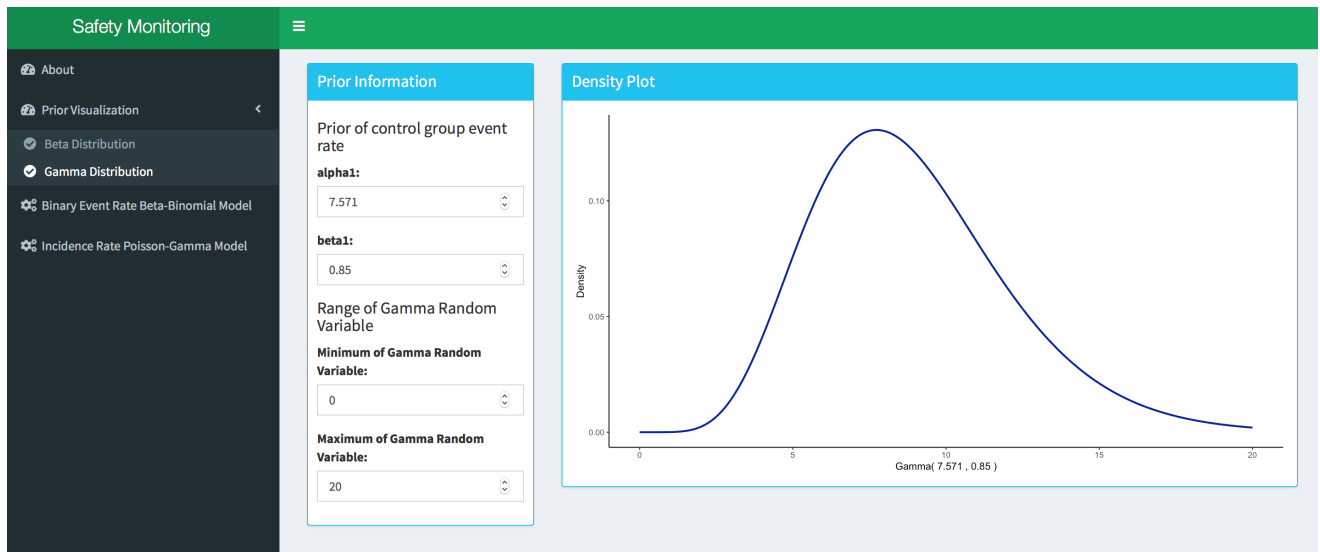 Safety Monitoring
About
Prior Visualization
Beta Distribution
Gamma Distribution
Binary Event Rate Beta-Binomial Model
Incidence Rate Poisson-Gamma Model
Prior Information
Prior of control group event
rate
alpha1:
7.571
beta1:
0.85
Range of Gamma Random
Variable
Minimum of Gamma Random
Variable:
0
Maximum of Gamma Random
Variable:
20
Density Plot
Density
0.10
0.05
0.00
0 5 10 15 20
Gamma( 7.571 , 0.85 )